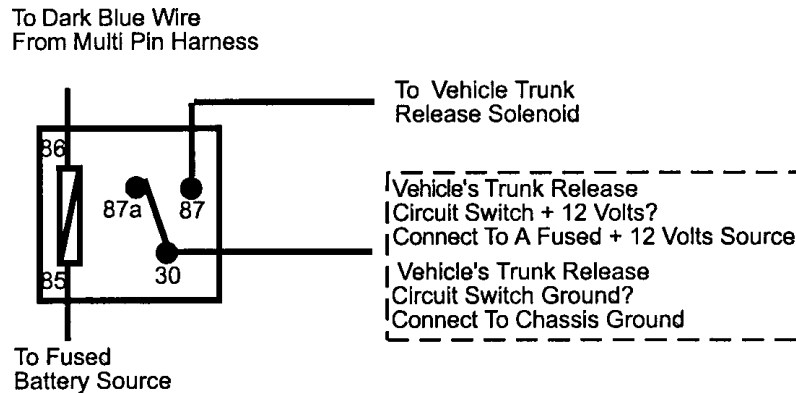 To Dark Blue Wire
From Multi Pin Harness
To Vehicle Trunk
Release Solenoid
86
87a
87
30
85
Vehicle's Trunk Release
Circuit Switch + 12 Volts?
Connect To A Fused + 12 Volts Source
Vehicle's Trunk Release
Circuit Switch Ground?
Connect To Chassis Ground
To Fused
Battery Source